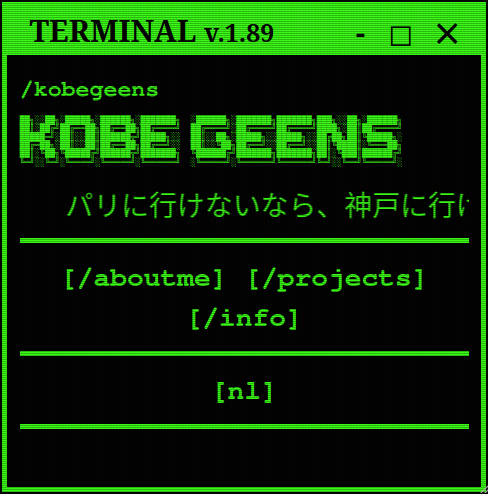 TERMINAL v.1.89
/kobegeens
KOBE GEENS
パリに行けないなら、神戸に行け
[/aboutme] [/projects]
[/info]
[nl]